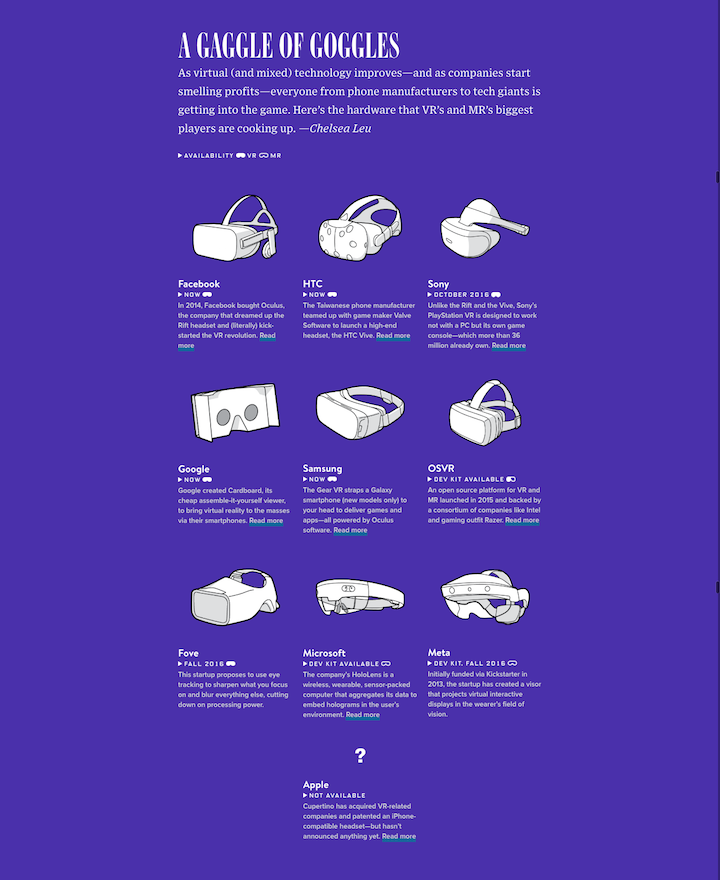 A GAGGLE OF GOGGLES
As virtual (and mixed) technology improves—and as companies start
smelling profits—everyone from phone manufacturers to tech giants is
getting into the game. Here's the hardware that VR's and MR's biggest
players are cooking up. —Chelsea Leu
AVAILABILITY VR MR
Facebook
NOW
In 2014, Facebook bought Oculus,
the company that dreamed up the
Rift headset and (literally) kick-
started the VR revolution. Read
more
HTC
NOW
The Taiwanese phone manufacturer
teamed up with game maker Valve
Software to launch a high-end
headset, the HTC Vive. Read more
Sony
OCTOBER 2016
Unlike the Rift and the Vive, Sony's
PlayStation VR is designed to work
not with a PC but its own game
console—which more than 36
million already own. Read more
Google
NOW
Google created Cardboard, its
cheap assemble-it-yourself viewer,
to bring virtual reality to the masses
via their smartphones. Read more
Samsung
NOW
The Gear VR straps a Galaxy
smartphone (new models only) to
your head to deliver games and
apps—all powered by Oculus
software. Read more
OSVR
DEV KIT AVAILABLE
An open source platform for VR and
MR launched in 2015 and backed by
a consortium of companies like Intel
and gaming outfit Razer. Read more
Fove
FALL 2016
This startup proposes to use eye
tracking to sharpen what you focus
on and blur everything else, cutting
down on processing power.
Microsoft
DEV KIT AVAILABLE
The company's HoloLens is a
wireless, wearable, sensor-packed
computer that aggregates its data to
embed holograms in the user's
environment. Read more
Meta
DEV KIT. FALL 2016
Initially funded via Kickstarter in
2013, the startup has created a visor
that projects virtual interactive
displays in the wearer's field of
vision.
?
Apple
NOT AVAILABLE
Cupertino has acquired VR-related
companies and patented an iPhone-
compatible headset—but hasn't
announced anything yet. Read more